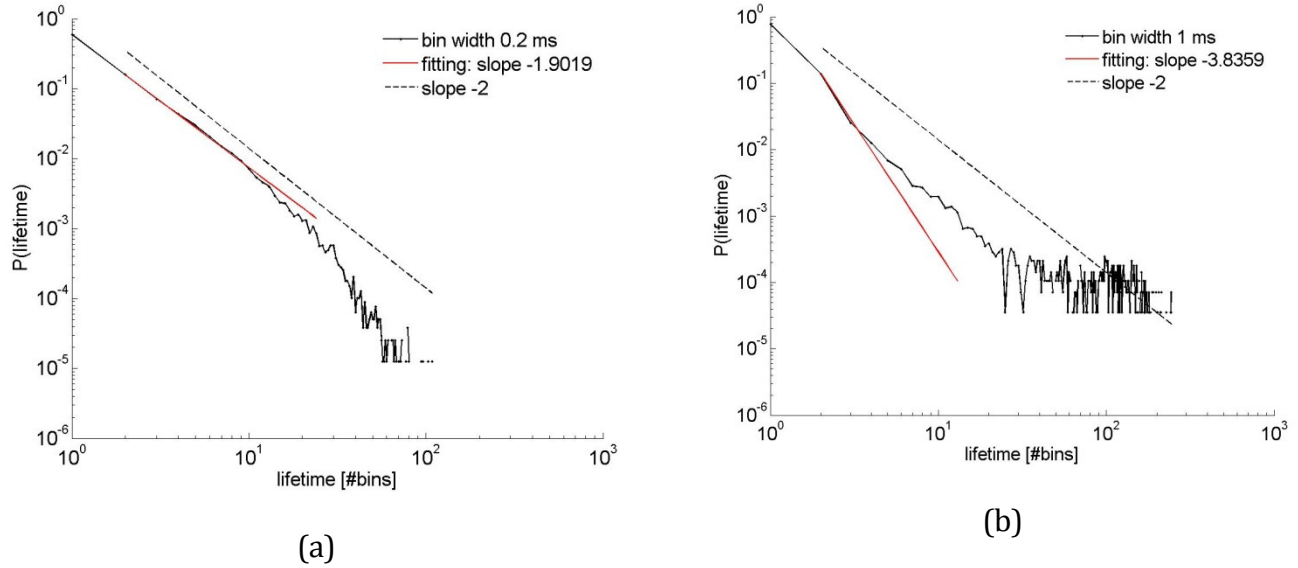 10^0
10^-1
10^-2
10^-3
10^-4
10^-5
10^-6
P(lifetime)
bin width 0.2 ms
fitting: slope -1.9019
slope -2
10^0
10^1
10^2
10^3
lifetime [#bins]
(a)
10^0
10^-1
10^-2
10^-3
10^-4
10^-5
10^-6
P(lifetime)
bin width 1 ms
fitting: slope -3.8359
slope -2
10^0
10^1
10^2
10^3
lifetime [#bins]
(b)